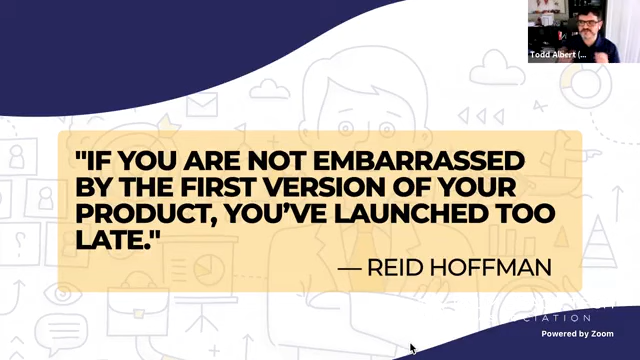 Todd Albert (...
"IF YOU ARE NOT EMBARRASSED
BY THE FIRST VERSION OF YOUR
PRODUCT, YOU’VE LAUNCHED TOO
LATE."
— REID HOFFMAN
Powered by Zoom